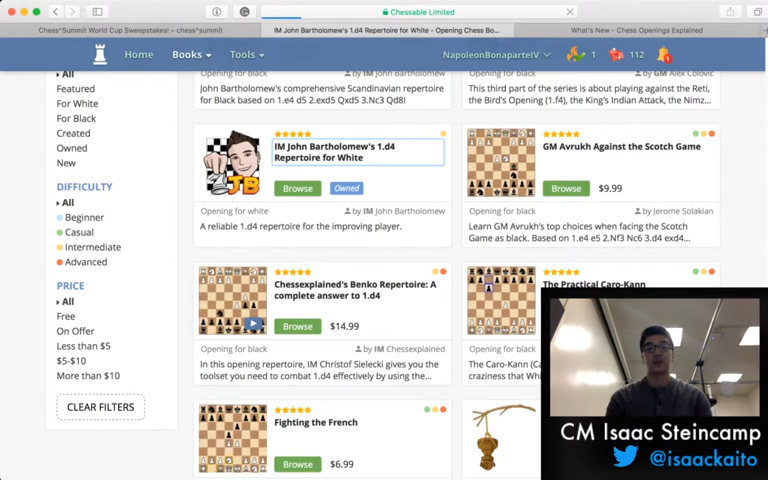 Chessable Limited
Chess^Summit World Cup Sweepstakes! – chess^summit
IM John Bartholomew's 1.d4 Repertoire for White - Opening Chess Bo...
What's New - Chess Openings Explained
Home
Books
Tools
NapoleonBonaparteIV
1
112
1
All
Featured
For White
For Black
Created
Owned
New
DIFFICULTY
All
Beginner
Casual
Intermediate
Advanced
PRICE
All
Free
On Offer
Less than $5
$5-$10
More than $10
CLEAR FILTERS
Opening for black
by IM John Bartholomew
John Bartholomew's comprehensive Scandinavian repertoire
for Black based on 1.e4 d5 2.exd5 Qxd5 3.Nc3 Qd8!
Opening for black
by GM Alex Colovic
This third part of the series is about playing against the Reti,
the Bird's Opening (1.f4), the King's Indian Attack, the Nimz...
JB
IM John Bartholomew's 1.d4
Repertoire for White
Browse
Owned
Opening for white
by IM John Bartholomew
A reliable 1.d4 repertoire for the improving player.
GM Avrukh Against the Scotch Game
Browse
$9.99
Opening for black
by Jerome Solakian
Learn GM Avrukh's top choices when facing the Scotch
Game as black. Based on 1.e4 e5 2.Nf3 Nc6 3.d4 exd4...
Chessexplained's Benko Repertoire: A
complete answer to 1.d4
Browse
$14.99
Opening for black
by IM Chessexplained
In this opening repertoire, IM Christof Sielecki gives you the
toolset you need to combat 1.d4 effectively by using the...
The Practical Caro-Kann
Opening for black
The Caro-Kann (Ca
craziness that Whi
Fighting the French
Browse
$6.99
CM Isaac Steincamp
@isaackaito